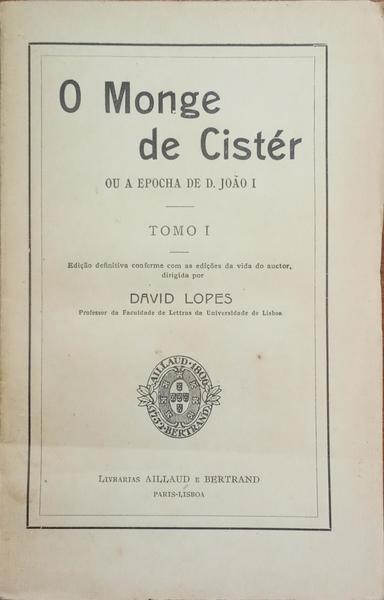 O Monge
de Cistér
OU A EPOCHA DE D. JOÃO I
TOMO I
Edição definitiva conforme com as edições da vida do auctor,
dirigida por
DAVID LOPES
Professor da Faculdade de Lettras da Universidade de Lisboa
AILLAUD·1806
1732·BERTRAND
LIVRARIAS AILLAUD E BERTRAND
PARIS-LISBOA